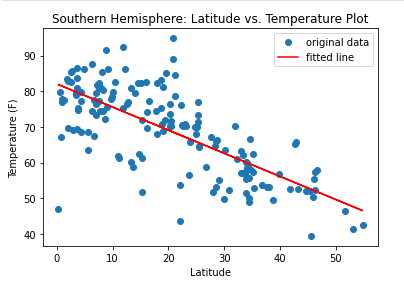 Southern Hemisphere: Latitude vs. Temperature Plot
original data
fitted line
Temperature (F)
90
80
70
60
50
40
0
10
20
30
40
50
Latitude